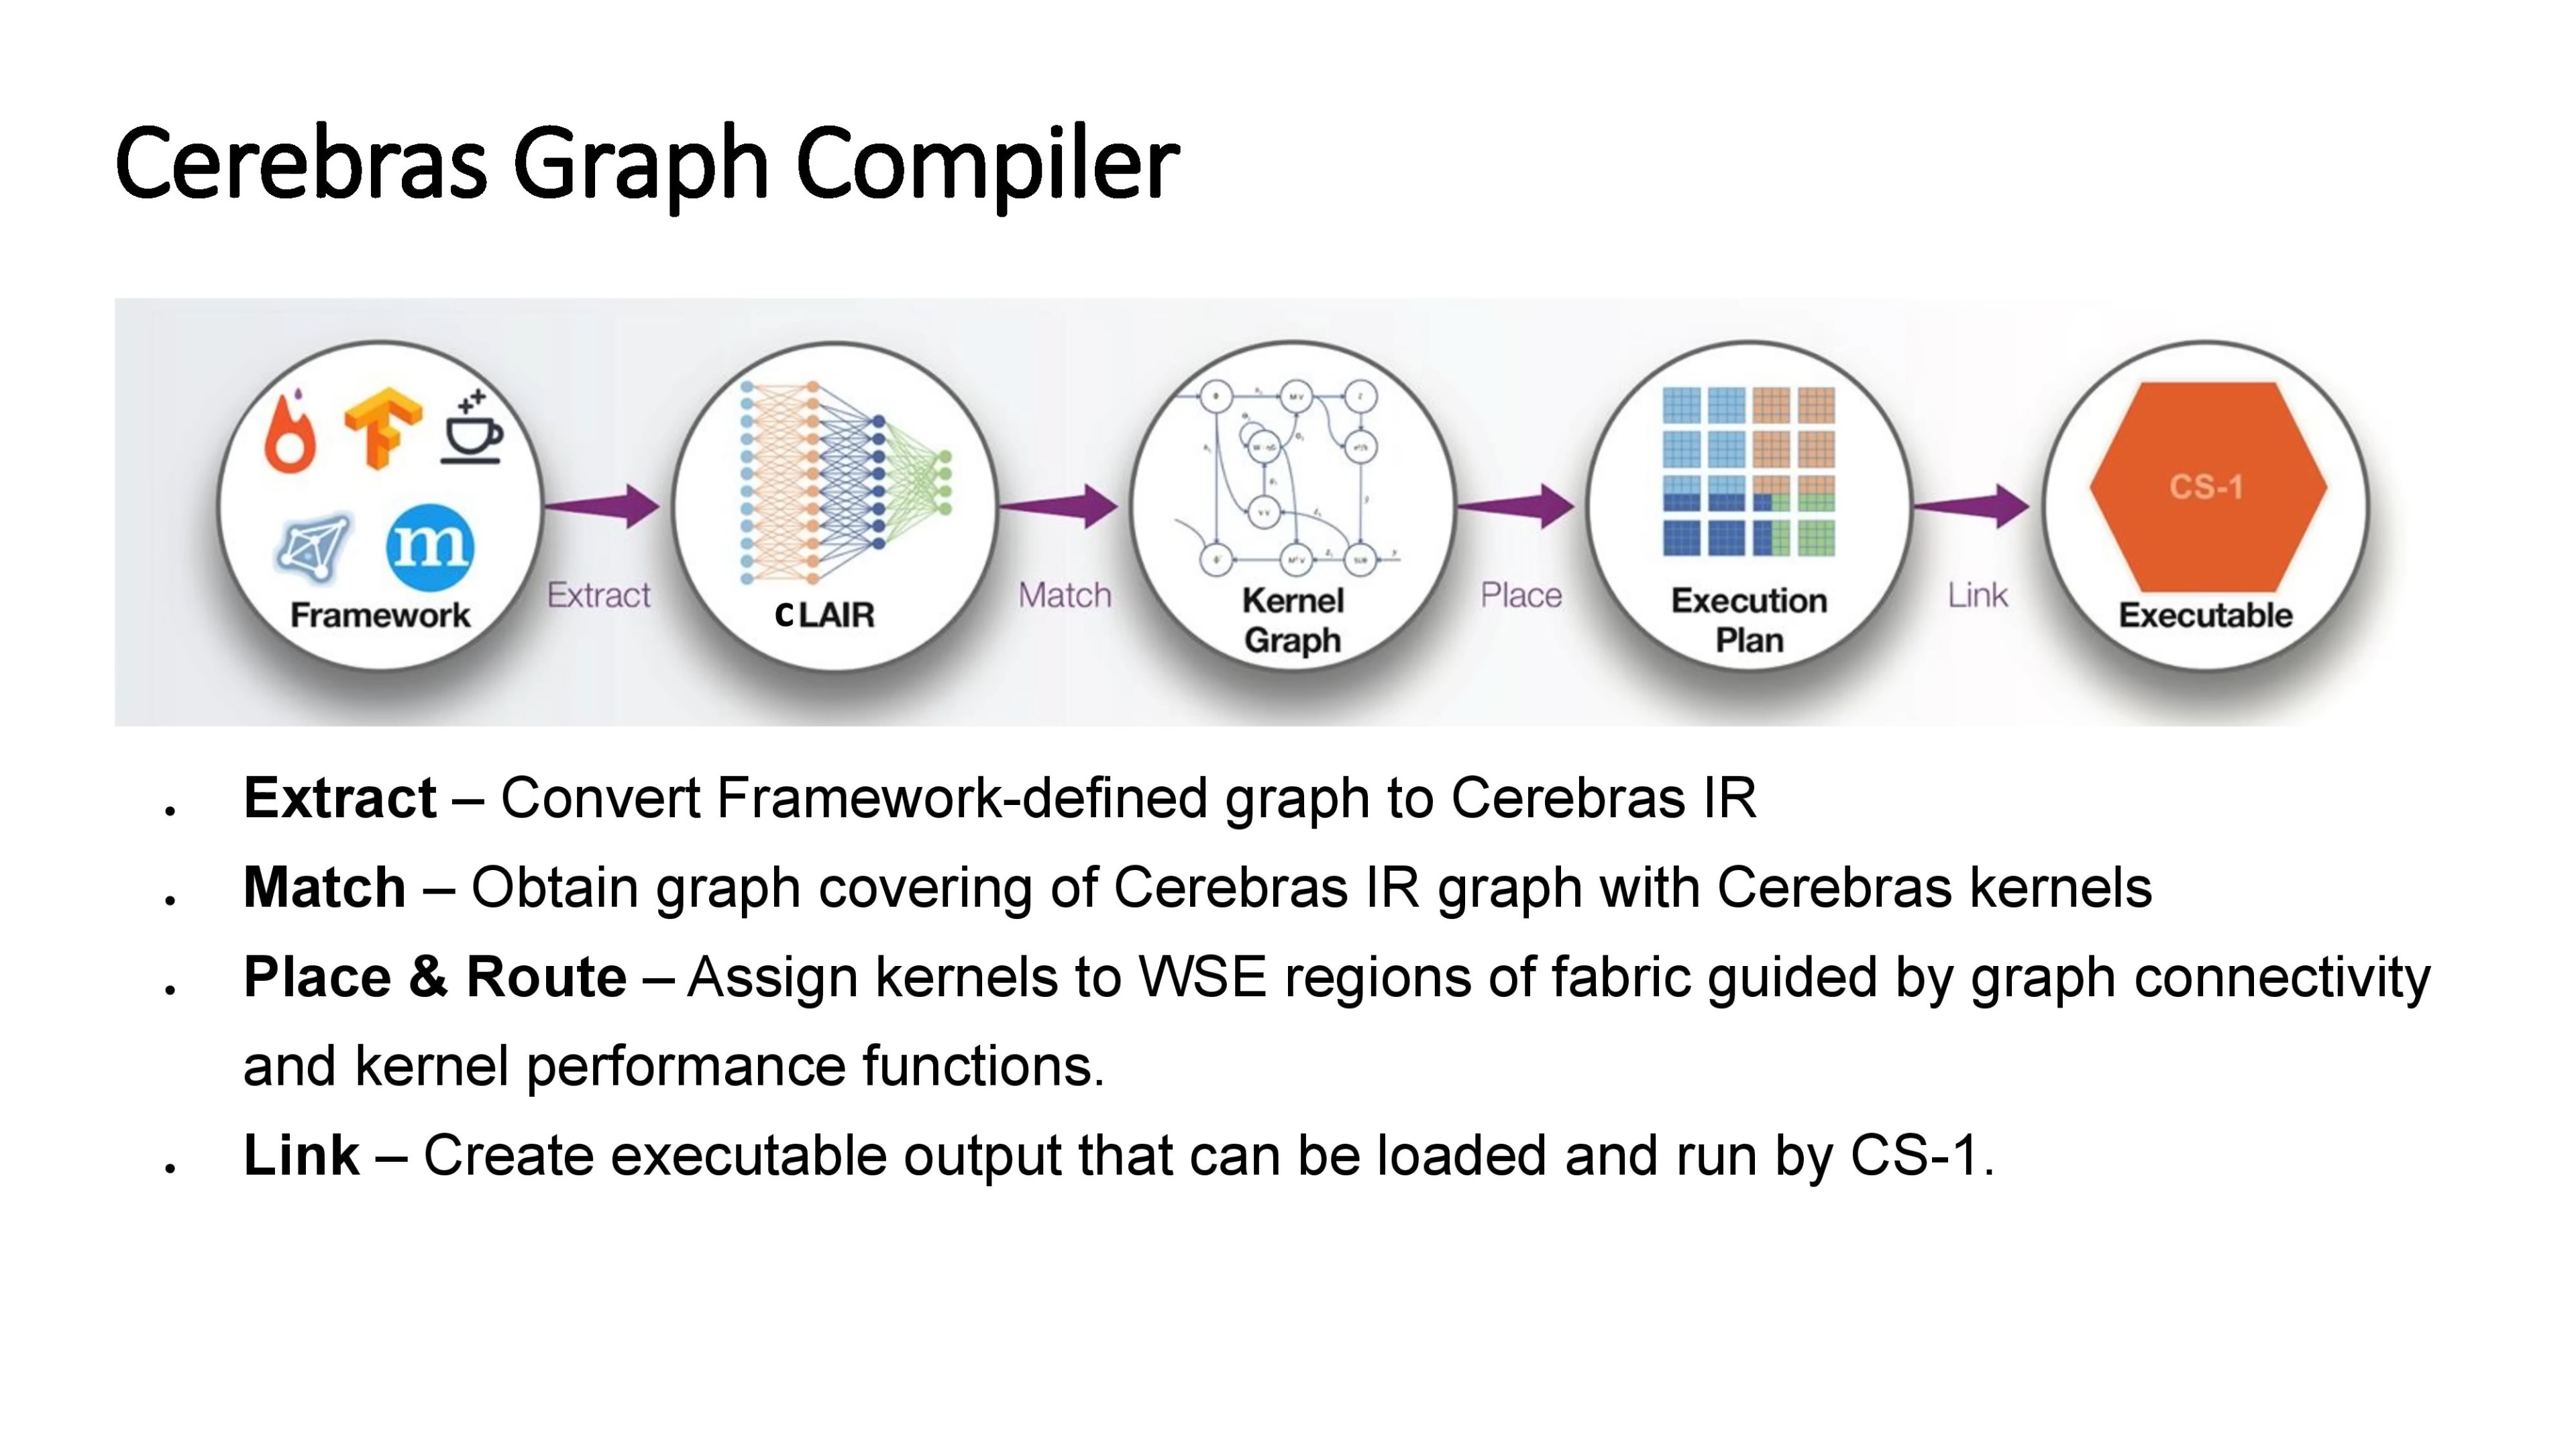 Cerebras Graph Compiler
m
Framework
Extract
cLAIR
Match
Kernel
Graph
Place
Execution
Plan
Link
CS-1
Executable
• Extract – Convert Framework-defined graph to Cerebras IR
• Match – Obtain graph covering of Cerebras IR graph with Cerebras kernels
• Place & Route – Assign kernels to WSE regions of fabric guided by graph connectivity
and kernel performance functions.
• Link – Create executable output that can be loaded and run by CS-1.